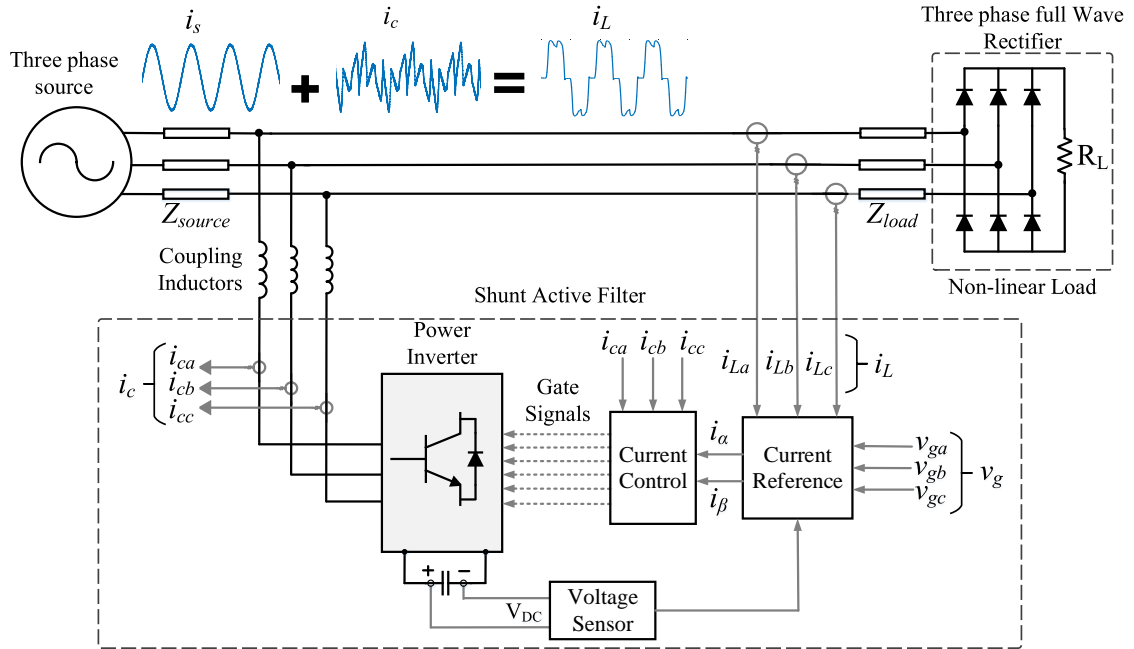 i_s
i_c
i_L
+
=
Three phase full Wave
Rectifier
Three phase
source
R_L
Z_source
Z_load
Coupling
Inductors
Non-linear Load
Shunt Active Filter
Power
Inverter
i_ca
i_cb
i_cc
i_c
i_ca i_cb i_cc
i_La i_Lb i_Lc
i_L
Gate
Signals
Current
Control
i_α
i_β
Current
Reference
v_ga
v_gb
v_gc
v_g
+ −
V_DC
Voltage
Sensor